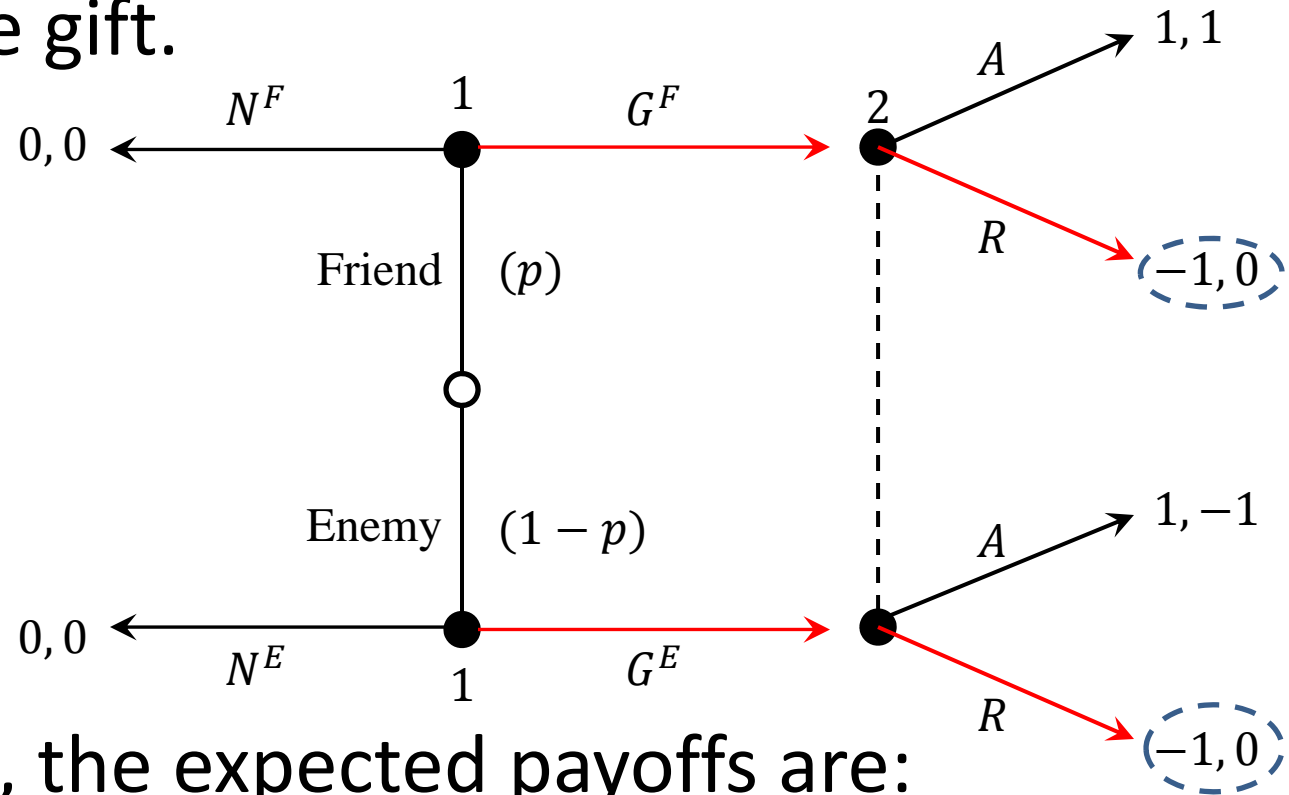 e gift.
1, 1
A
N^F
1
G^F
2
0, 0
R
Friend
(p)
−1, 0
Enemy
(1 − p)
1, −1
A
0, 0
N^E
1
G^E
R
−1, 0
, the expected payoffs are: